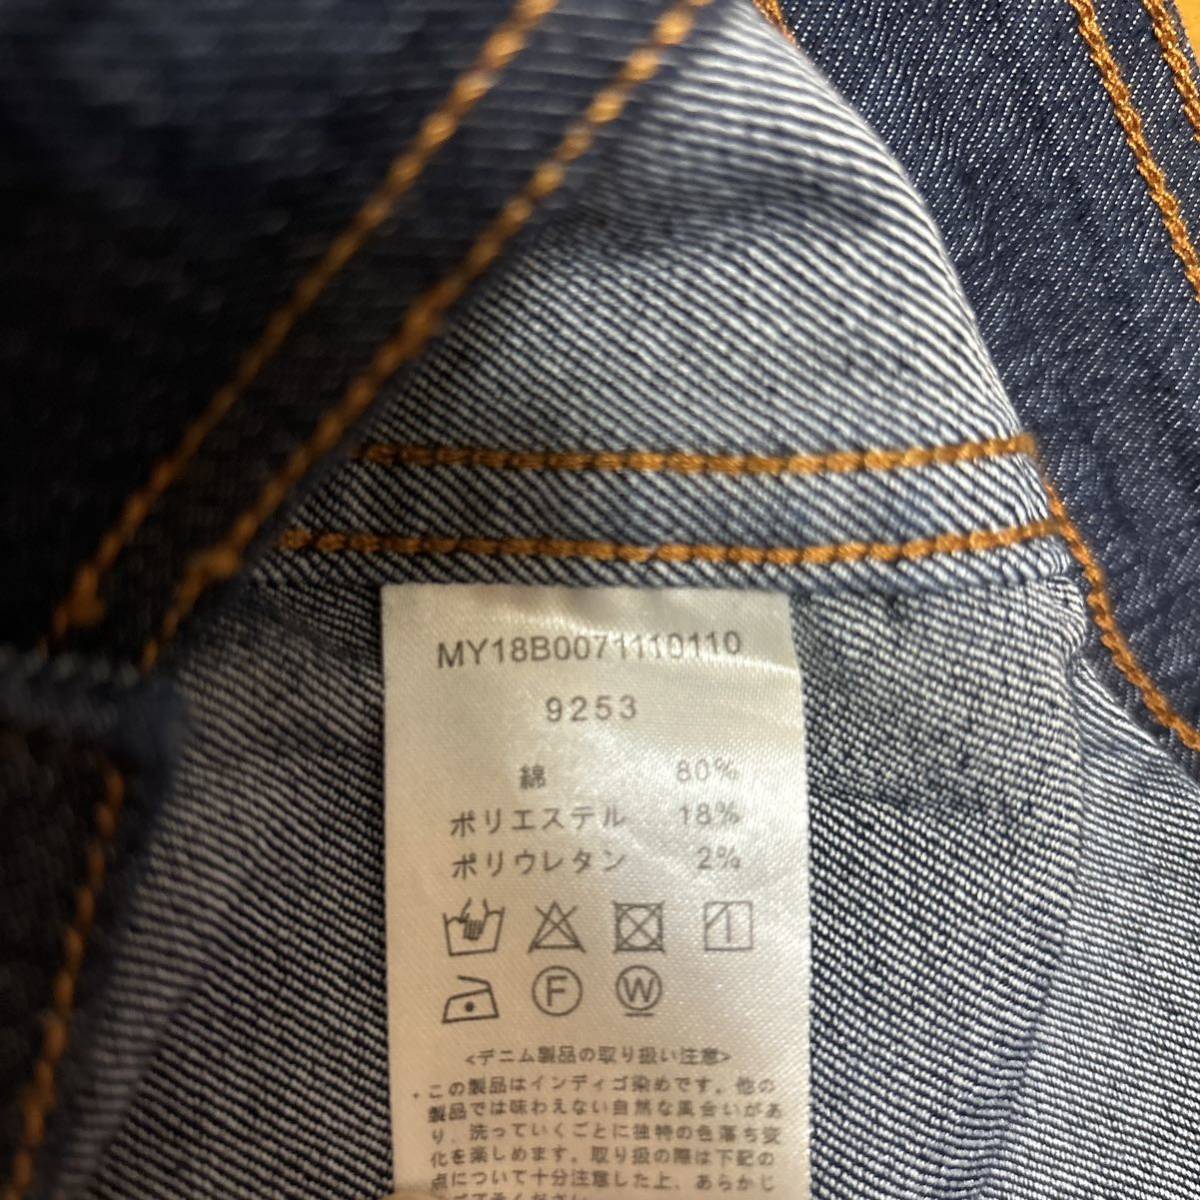 MY18B0071110110
9253
綿 80%
ポリエステル 18%
ポリウレタン 2%
F W
<デニム製品の取り扱い注意>
・この製品はインディゴ染めです。他の
製品では味わえない自然な風合いがあ
り、洗っていくごとに独特の色落ち変
化を楽しめます。取り扱の際は下記の
点について十分注意した上、あらかじ